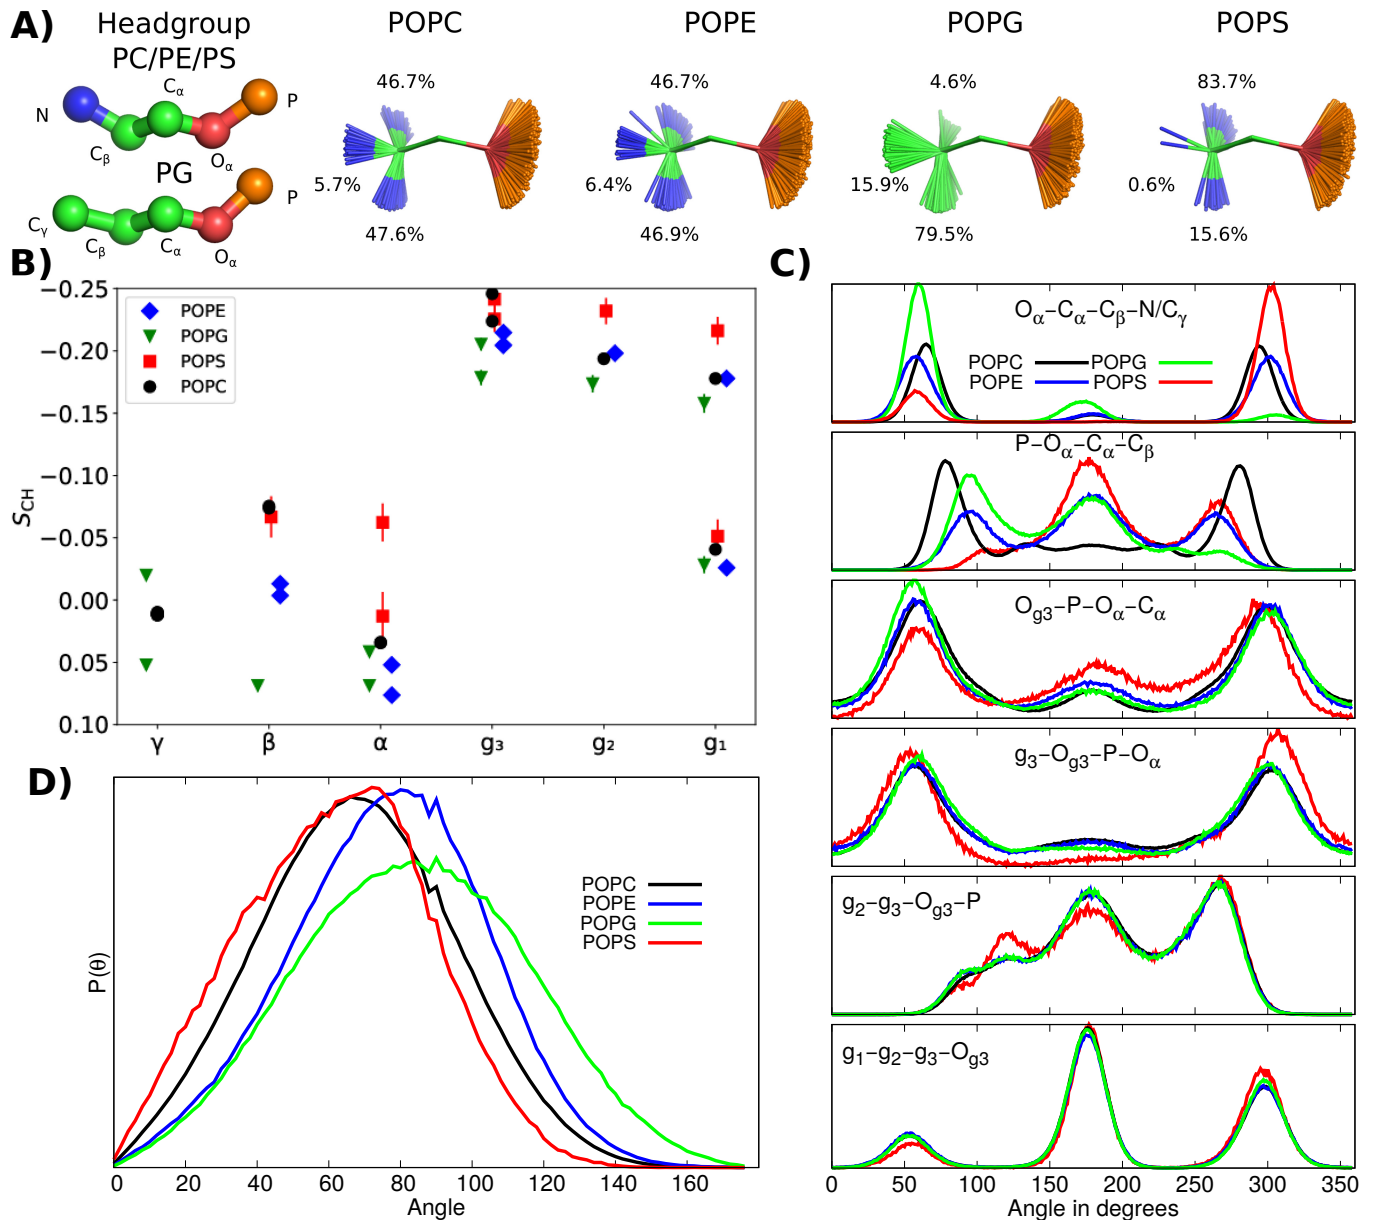 A)
Headgroup
PC/PE/PS
POPC
POPE
POPG
POPS
N
Cα
P
Cβ
Oα
PG
P
Cγ
Cβ
Cα
Oα
46.7%
5.7%
47.6%
46.7%
6.4%
46.9%
4.6%
15.9%
79.5%
83.7%
0.6%
15.6%
B)
−0.25
−0.20
−0.15
−0.10
−0.05
0.00
0.05
0.10
SCH
POPE
POPG
POPS
POPC
γ
β
α
g₃
g₂
g₁
C)
Oα−Cα−Cβ−N/Cγ
POPC
POPG
POPE
POPS
P−Oα−Cα−Cβ
Og3−P−Oα−Cα
g3−Og3−P−Oα
g2−g3−Og3−P
g1−g2−g3−Og3
0 50 100 150 200 250 300 350
Angle in degrees
D)
P(θ)
POPC
POPE
POPG
POPS
0 20 40 60 80 100 120 140 160
Angle